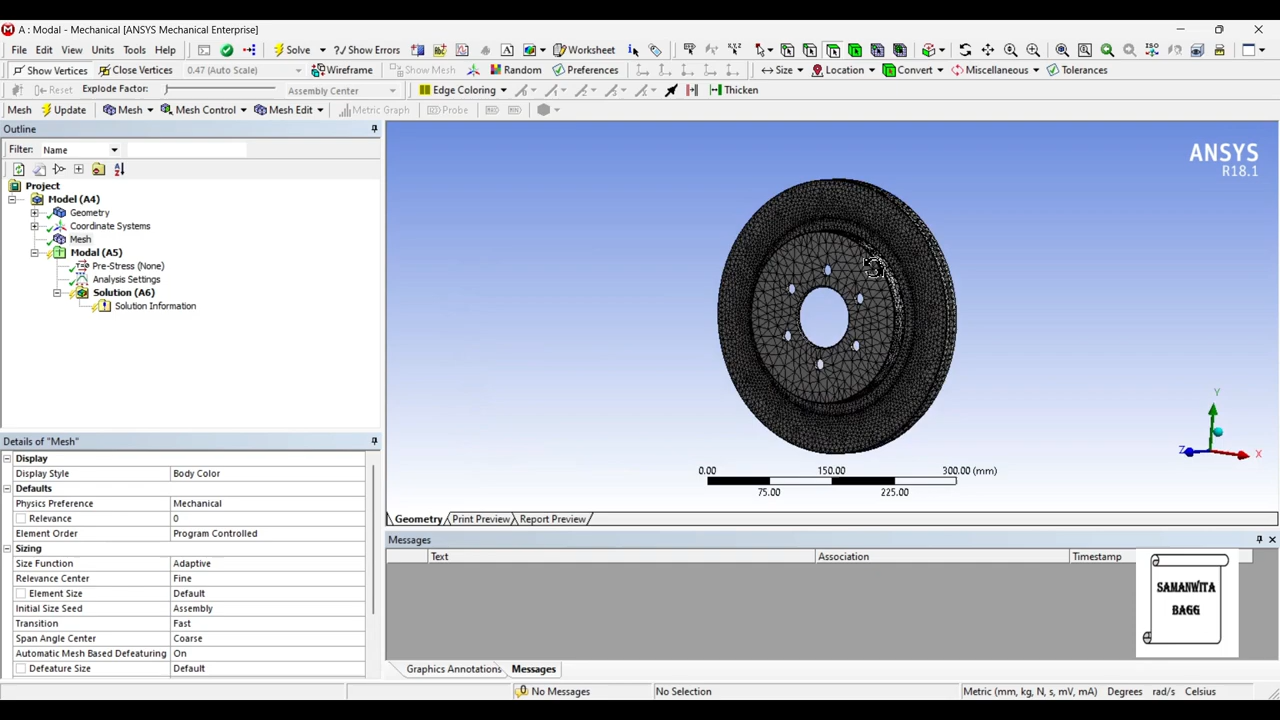 A : Modal - Mechanical [ANSYS Mechanical Enterprise]
File Edit View Units Tools Help Solve ?/ Show Errors Worksheet
Show Vertices Close Vertices 0.47 (Auto Scale) Wireframe Show Mesh Random Preferences Size Location Convert Miscellaneous Tolerances
Reset Explode Factor: Assembly Center Edge Coloring Thicken
Mesh Update Mesh Mesh Control Mesh Edit Metric Graph Probe
Outline
Filter: Name
Project
Model (A4)
Geometry
Coordinate Systems
Mesh
Modal (A5)
Pre-Stress (None)
Analysis Settings
Solution (A6)
Solution Information
ANSYS
R18.1
Y
Z
X
0.00 150.00 300.00 (mm)
75.00 225.00
Details of "Mesh"
Display
Display Style Body Color
Defaults
Physics Preference Mechanical
Relevance 0
Element Order Program Controlled
Sizing
Size Function Adaptive
Relevance Center Fine
Element Size Default
Initial Size Seed Assembly
Transition Fast
Span Angle Center Coarse
Automatic Mesh Based Defeaturing On
Defeature Size Default
Geometry Print Preview Report Preview
Messages
Text Association Timestamp
SAMANWITA
BAGG
Graphics Annotations Messages
No Messages No Selection Metric (mm, kg, N, s, mV, mA) Degrees rad/s Celsius